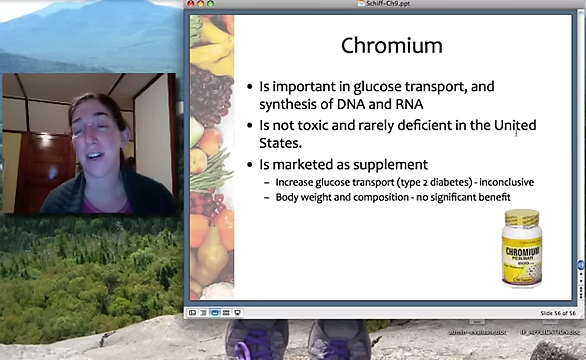 Schiff-Ch9.ppt
Chromium
• Is important in glucose transport, and
synthesis of DNA and RNA
• Is not toxic and rarely deficient in the United
States.
• Is marketed as supplement
– Increase glucose transport (type 2 diabetes) - inconclusive
– Body weight and composition - no significant benefit
CHROMIUM
PICOLINATE
Slide 56 of 56